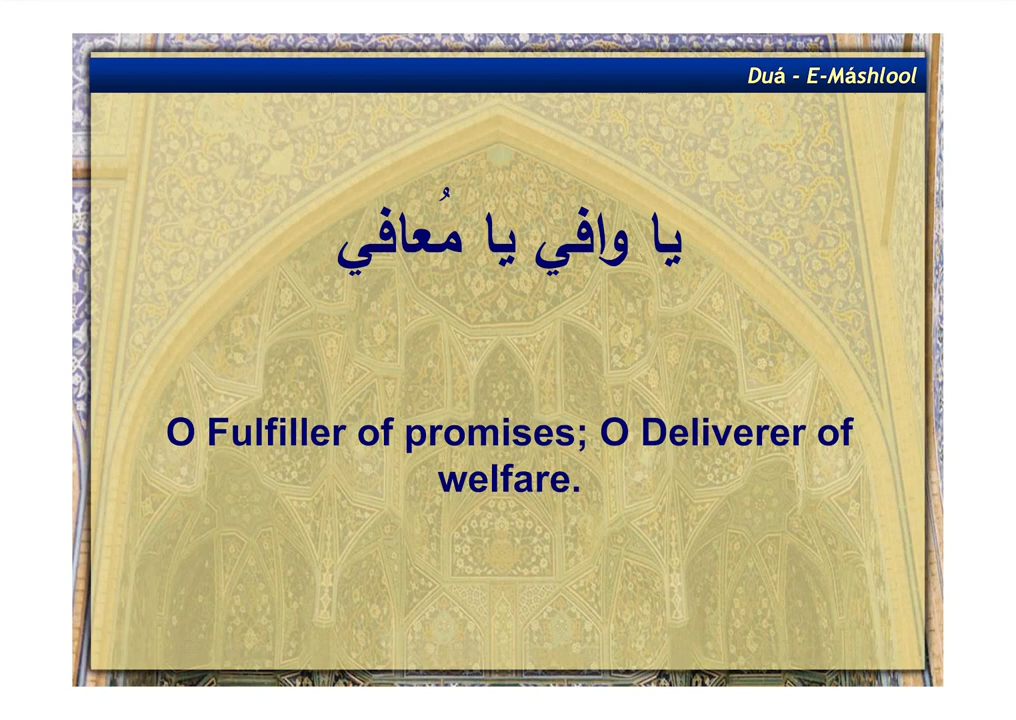 Duá - E-Máshlool
يا وافي يا مُعافي
O Fulfiller of promises; O Deliverer of
welfare.